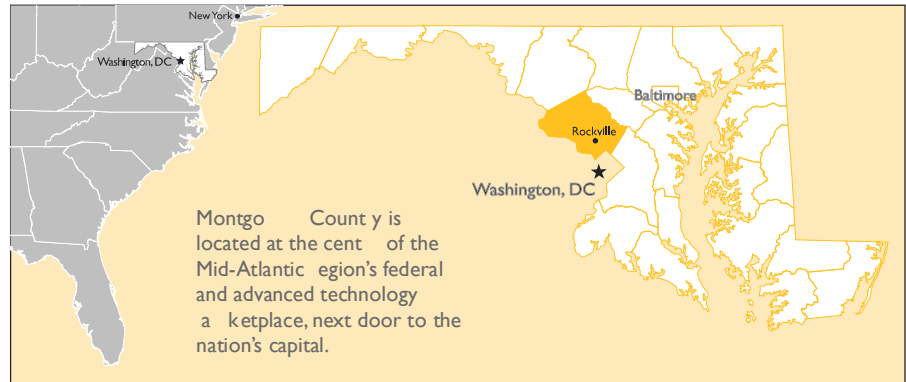 New York
Washington, DC
Baltimore
Rockville
Washington, DC
Montgo County is
located at the cent of the
Mid-Atlantic egion's federal
and advanced technology
a ketplace, next door to the
nation's capital.